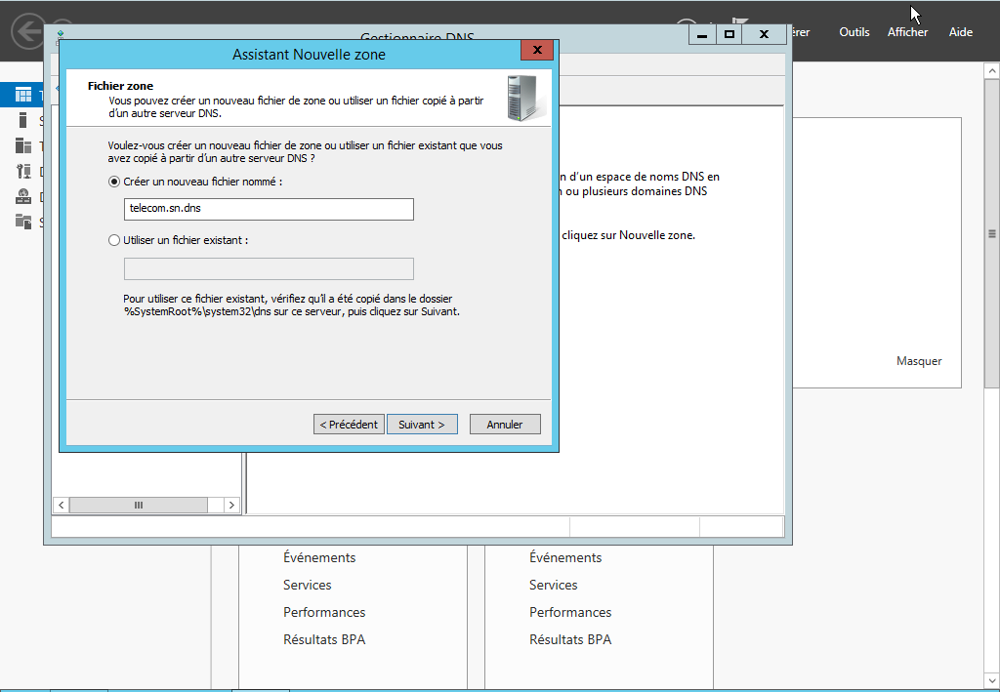 Gestionnaire DNS
Outils
Afficher
Aide
Assistant Nouvelle zone
Fichier zone
Vous pouvez créer un nouveau fichier de zone ou utiliser un fichier copié à partir
d'un autre serveur DNS.
Voulez-vous créer un nouveau fichier de zone ou utiliser un fichier existant que vous
avez copié à partir d'un autre serveur DNS ?
Créer un nouveau fichier nommé :
telecom.sn.dns
Utiliser un fichier existant :
Pour utiliser ce fichier existant, vérifiez qu'il a été copié dans le dossier
%SystemRoot%\system32\dns sur ce serveur, puis cliquez sur Suivant.
< Précédent
Suivant >
Annuler
d'un espace de noms DNS en
ou plusieurs domaines DNS
cliquez sur Nouvelle zone.
Masquer
Événements
Services
Performances
Résultats BPA
Événements
Services
Performances
Résultats BPA